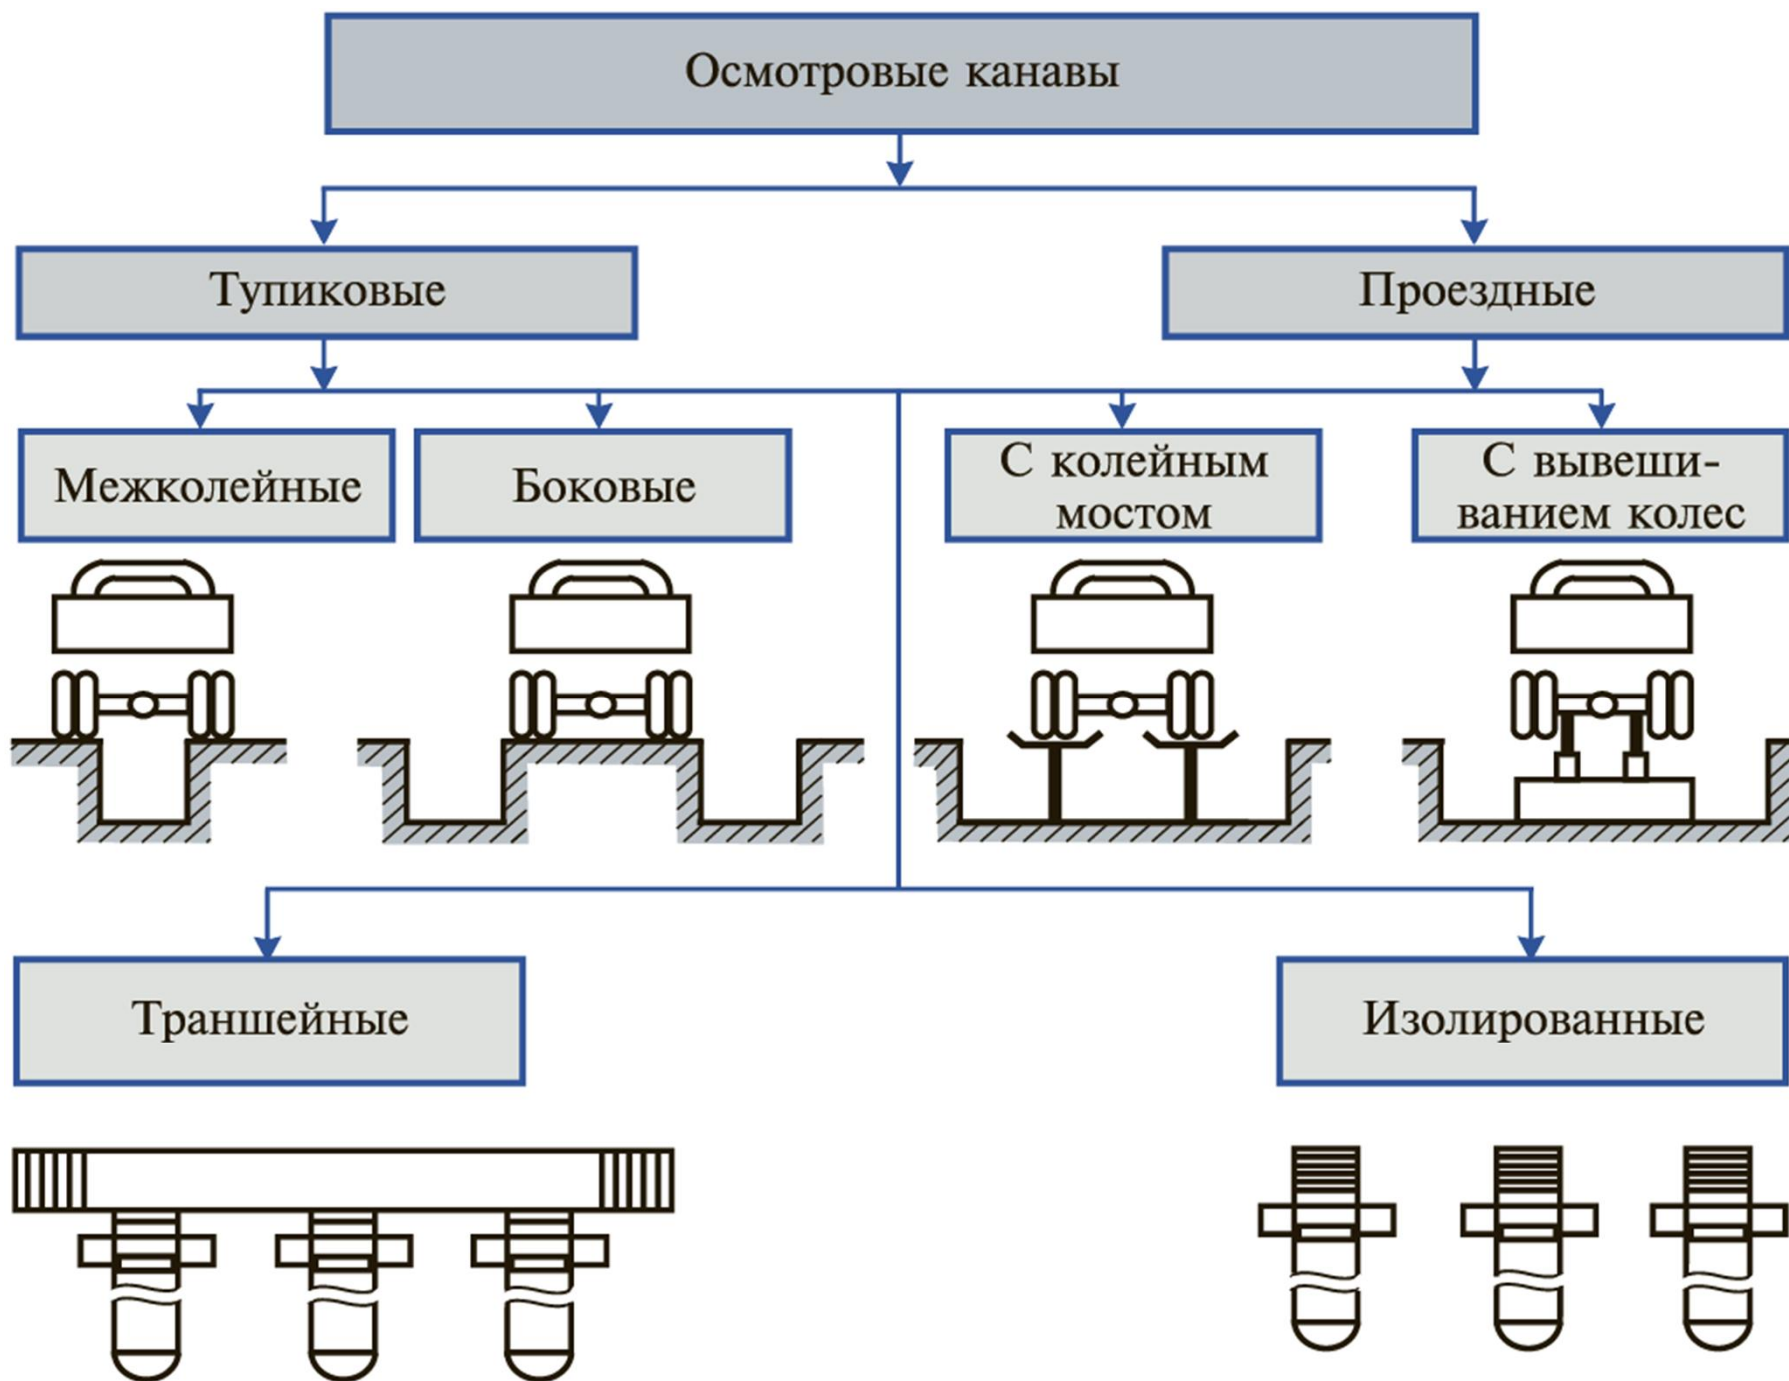 Осмотровые канавы
Тупиковые
Проездные
Межколейные
Боковые
С колейным
мостом
С вывеши-
ванием колес
Траншейные
Изолированные